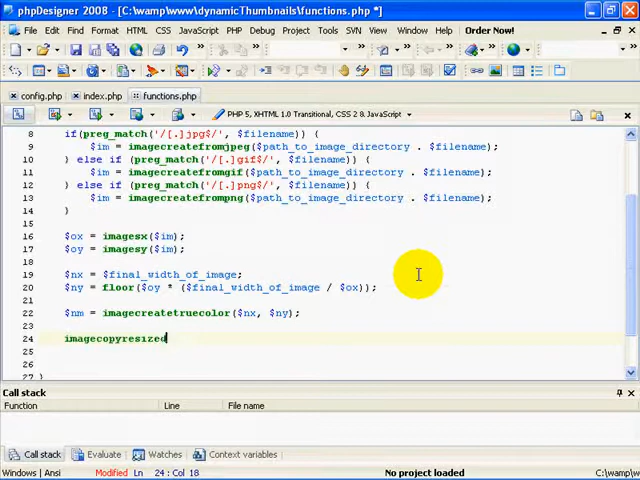 phpDesigner 2008 - [C:\wamp\www\dynamicThumbnails\functions.php *]
File Edit Format HTML CSS JavaScript PHP Debug Project Tools View Window Help Order Now!
config.php index.php functions.php
PHP 5, XHTML 1.0 Transitional, CSS 2 & JavaScript
8 if(preg_match('/[.]jpg$/', $filename)) {
9 $im = imagecreatefromjpeg($path_to_image_directory . $filename);
10 } else if (preg_match('/[.]gif$/', $filename)) {
11 $im = imagecreatefromgif($path_to_image_directory . $filename);
12 } else if (preg_match('/[.]png$/', $filename)) {
13 $im = imagecreatefrompng($path_to_image_directory . $filename);
14 }
15
16 $ox = imagesx($im);
17 $oy = imagesy($im);
18
19 $nx = $final_width_of_image;
20 $ny = floor($oy * ($final_width_of_image / $ox));
21
22 $nm = imagecreatetruecolor($nx, $ny);
23
24 imagecopyresized
25
26
27 }
Call stack
Function Line File name
Call stack Evaluate Watches Context variables
Windows | Ansi Modified Ln 24 : Col 18 No project loaded C:\wamp\w